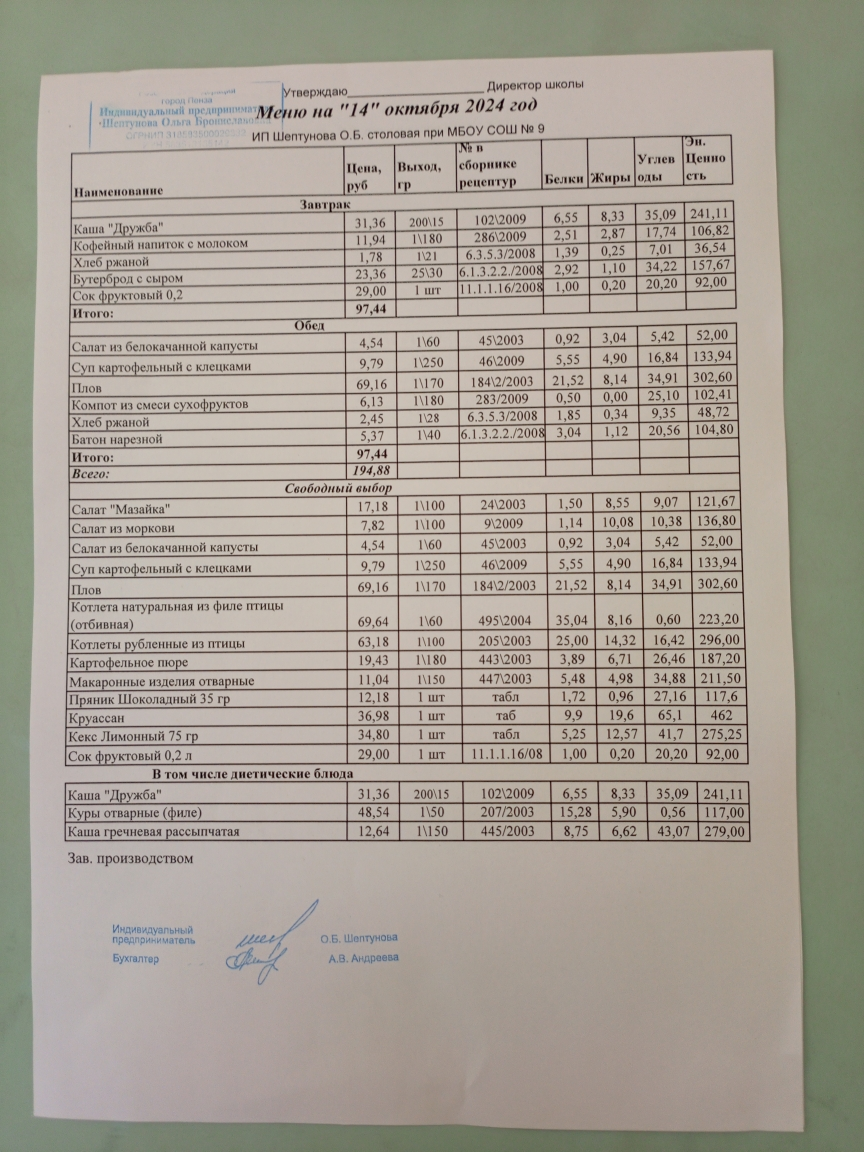 город Пенза
Индивидуальный предприниматель
Шептунова Ольга Брониславовна
Утверждаю____________________ Директор школы
Меню на "14" октября 2024 год
ИП Шептунова О.Б. столовая при МБОУ СОШ № 9
Наименование Цена, руб Выход, гр № в сборнике рецептур Белки Жиры Углев оды Эн. Ценно сть
Завтрак
Каша "Дружба" 31,36 200\15 102\2009 6,55 8,33 35,09 241,11
Кофейный напиток с молоком 11,94 1\180 286\2009 2,51 2,87 17,74 106,82
Хлеб ржаной 1,78 1\21 6.3.5.3/2008 1,39 0,25 7,01 36,54
Бутерброд с сыром 23,36 25\30 6.1.3.2.2./2008 2,92 1,10 34,22 157,67
Сок фруктовый 0,2 29,00 1 шт 11.1.1.16/2008 1,00 0,20 20,20 92,00
Итого: 97,44
Обед
Салат из белокачанной капусты 4,54 1\60 45\2003 0,92 3,04 5,42 52,00
Суп картофельный с клецками 9,79 1\250 46\2009 5,55 4,90 16,84 133,94
Плов 69,16 1\170 184\2/2003 21,52 8,14 34,91 302,60
Компот из смеси сухофруктов 6,13 1\180 283/2009 0,50 0,00 25,10 102,41
Хлеб ржаной 2,45 1\28 6.3.5.3/2008 1,85 0,34 9,35 48,72
Батон нарезной 5,37 1\40 6.1.3.2.2./2008 3,04 1,12 20,56 104,80
Итого: 97,44
Всего: 194,88
Свободный выбор
Салат "Мазайка" 17,18 1\100 24\2003 1,50 8,55 9,07 121,67
Салат из моркови 7,82 1\100 9\2009 1,14 10,08 10,38 136,80
Салат из белокачанной капусты 4,54 1\60 45\2003 0,92 3,04 5,42 52,00
Суп картофельный с клецками 9,79 1\250 46\2009 5,55 4,90 16,84 133,94
Плов 69,16 1\170 184\2/2003 21,52 8,14 34,91 302,60
Котлета натуральная из филе птицы
(отбивная) 69,64 1\60 495\2004 35,04 8,16 0,60 223,20
Котлеты рубленные из птицы 63,18 1\100 205\2003 25,00 14,32 16,42 296,00
Картофельное пюре 19,43 1\180 443\2003 3,89 6,71 26,46 187,20
Макаронные изделия отварные 11,04 1\150 447\2003 5,48 4,98 34,88 211,50
Пряник Шоколадный 35 гр 12,18 1 шт табл 1,72 0,96 27,16 117,6
Круассан 36,98 1 шт таб 9,9 19,6 65,1 462
Кекс Лимонный 75 гр 34,80 1 шт табл 5,25 12,57 41,7 275,25
Сок фруктовый 0,2 л 29,00 1 шт 11.1.1.16/08 1,00 0,20 20,20 92,00
В том числе диетические блюда
Каша "Дружба" 31,36 200\15 102\2009 6,55 8,33 35,09 241,11
Куры отварные (филе) 48,54 1\50 207/2003 15,28 5,90 0,56 117,00
Каша гречневая рассыпчатая 12,64 1\150 445/2003 8,75 6,62 43,07 279,00
Зав. производством
Индивидуальный
предприниматель О.Б. Шептунова
Бухгалтер А.В. Андреева